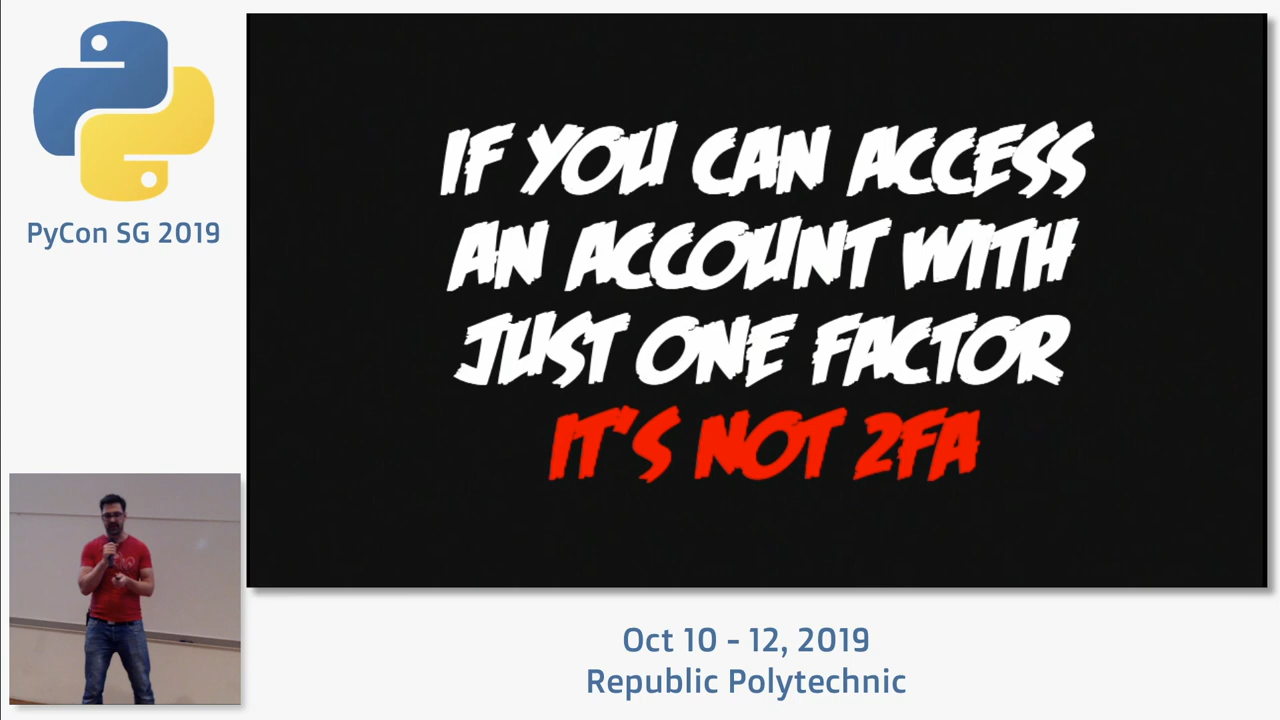 PyCon SG 2019
IF YOU CAN ACCESS
AN ACCOUNT WITH
JUST ONE FACTOR
IT'S NOT 2FA
Oct 10 - 12, 2019
Republic Polytechnic